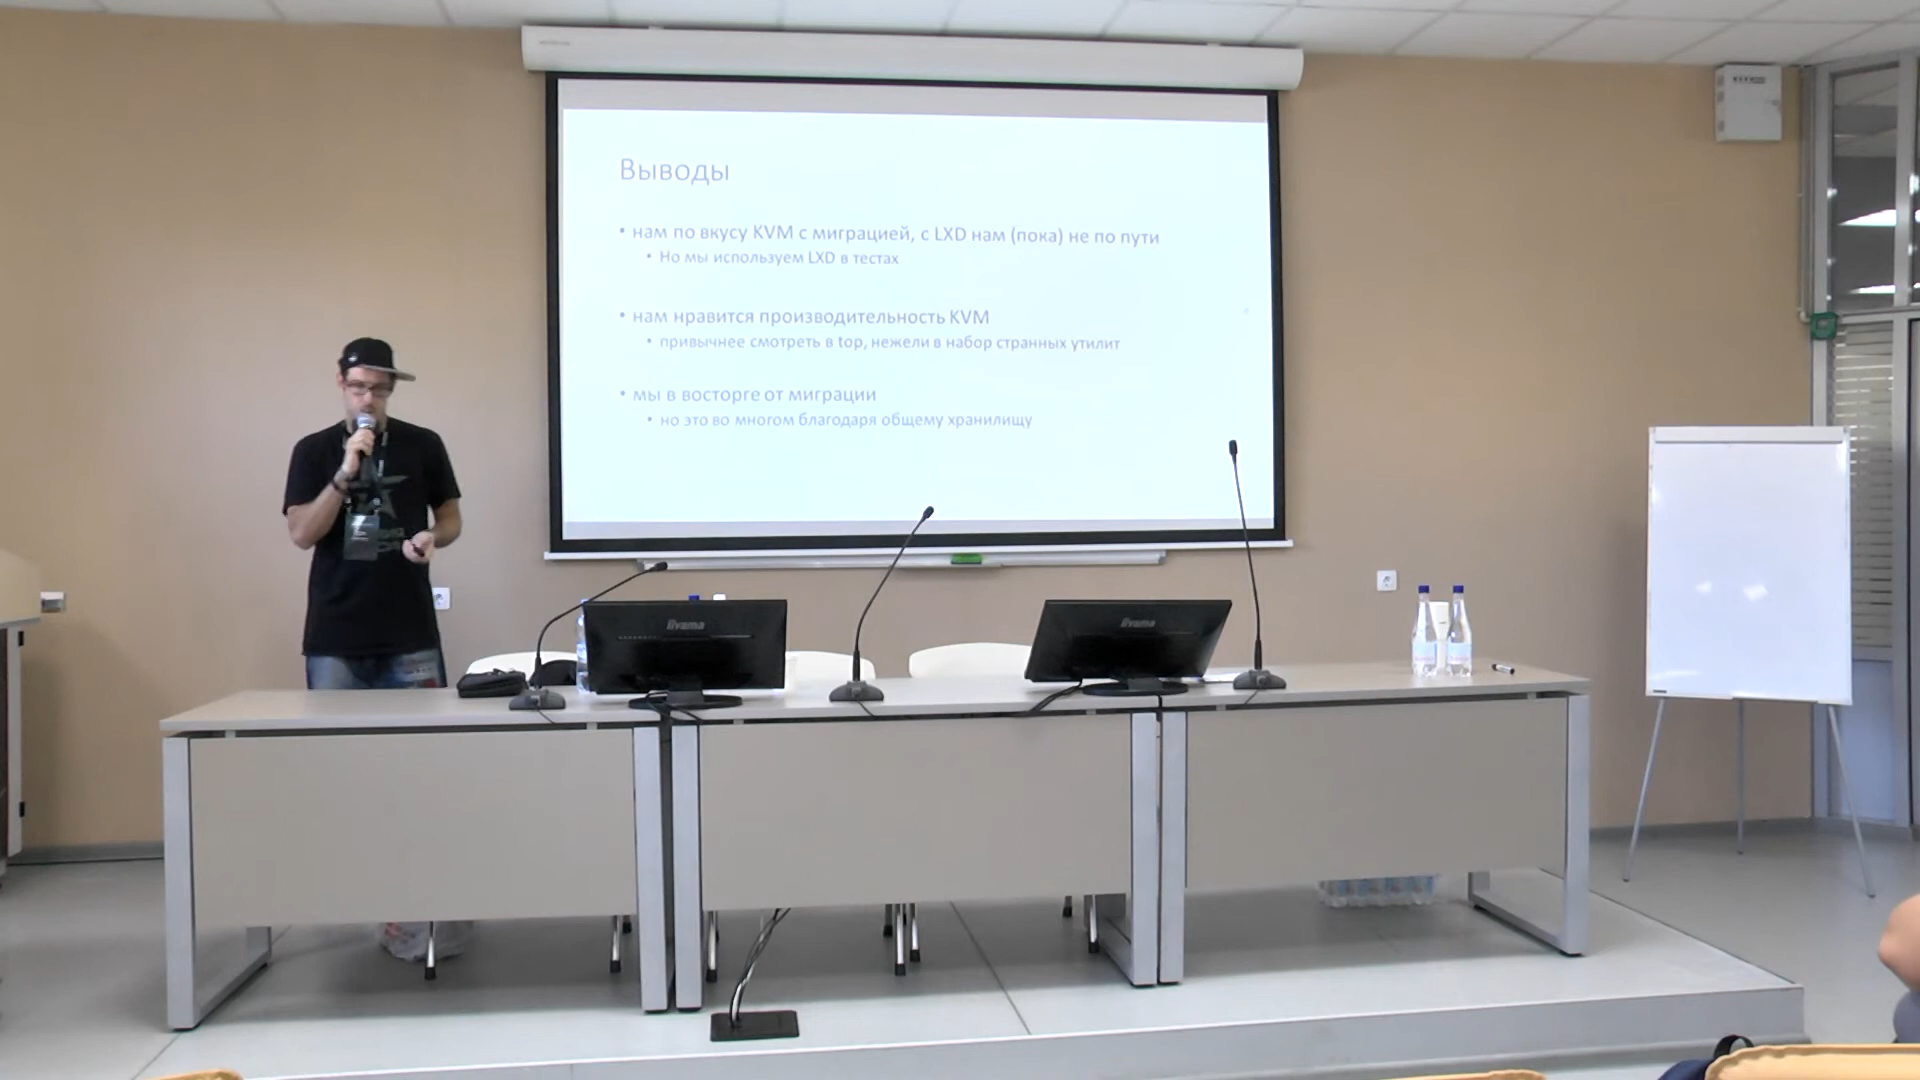 Выводы
• нам по вкусу KVM с миграцией, с LXD нам (пока) не по пути
• Но мы используем LXD в тестах
• нам нравится производительность KVM
• привычнее смотреть в top, нежели в набор странных утилит
• мы в восторге от миграции
• но это во многом благодаря общему хранилищу
iiyama
iiyama